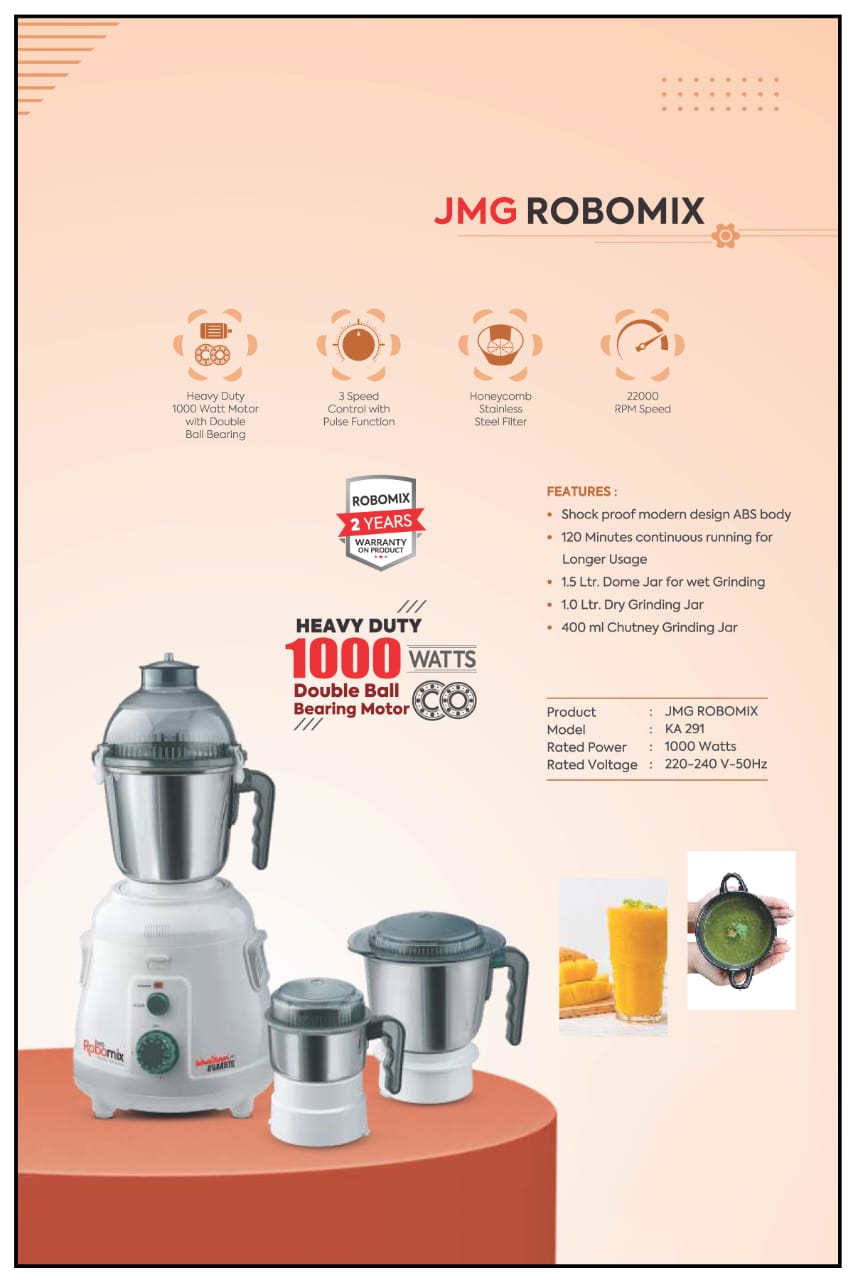 JMG ROBOMIX
Heavy Duty
1000 Watt Motor
with Double
Ball Bearing
3 Speed
Control with
Pulse Function
Honeycomb
Stainless
Steel Filter
22000
RPM Speed
ROBOMIX
2 YEARS
WARRANTY
ON PRODUCT
FEATURES :
• Shock proof modern design ABS body
• 120 Minutes continuous running for
Longer Usage
• 1.5 Ltr. Dome Jar for wet Grinding
• 1.0 Ltr. Dry Grinding Jar
• 400 ml Chutney Grinding Jar
HEAVY DUTY
1000 WATTS
Double Ball
Bearing Motor
Product : JMG ROBOMIX
Model : KA 291
Rated Power : 1000 Watts
Rated Voltage : 220-240 V-50Hz
JMG
Robomix
khaitan